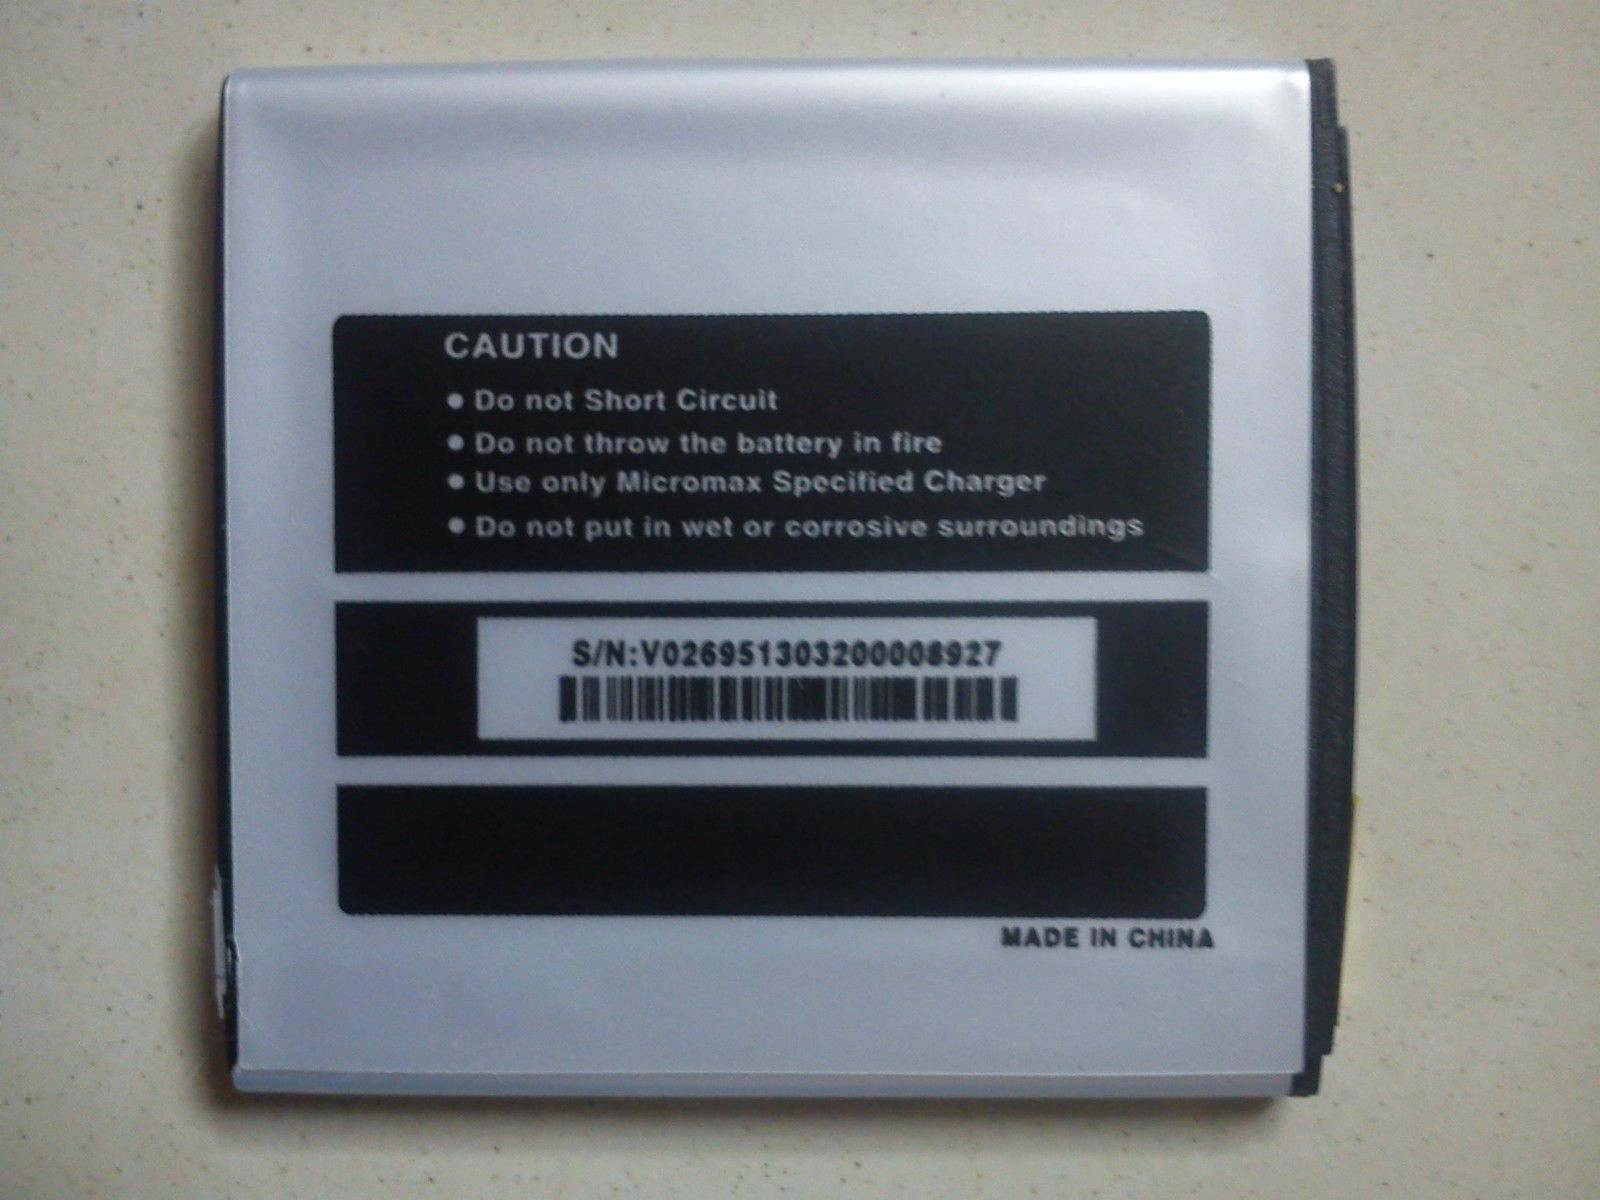 CAUTION
● Do not Short Circuit
● Do not throw the battery in fire
● Use only Micromax Specified Charger
● Do not put in wet or corrosive surroundings
S/N:V026951303200008927
MADE IN CHINA